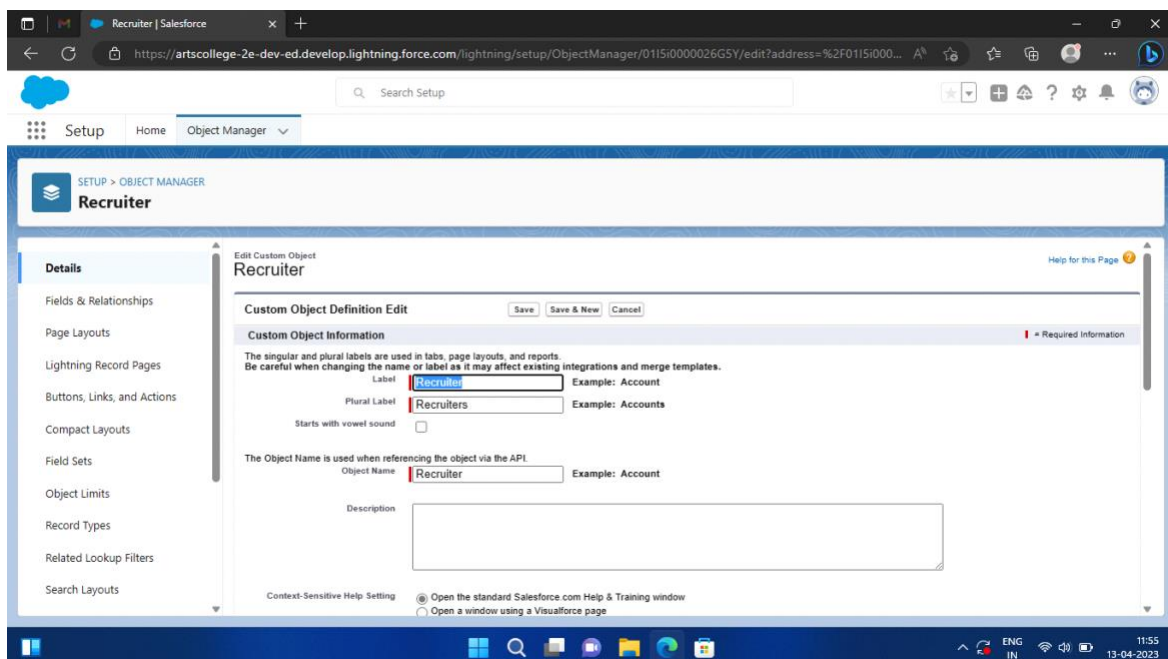 Recruiter | Salesforce
https://artscollege-2e-dev-ed.develop.lightning.force.com/lightning/setup/ObjectManager/01I5i0000026G5Y/edit?address=%2F01I5i000...
Search Setup
Setup Home Object Manager
SETUP > OBJECT MANAGER
Recruiter
Details
Fields & Relationships
Page Layouts
Lightning Record Pages
Buttons, Links, and Actions
Compact Layouts
Field Sets
Object Limits
Record Types
Related Lookup Filters
Search Layouts
Edit Custom Object
Recruiter
Help for this Page
Custom Object Definition Edit Save Save & New Cancel
Custom Object Information = Required Information
The singular and plural labels are used in tabs, page layouts, and reports.
Be careful when changing the name or label as it may affect existing integrations and merge templates.
Label Recruiter Example: Account
Plural Label Recruiters Example: Accounts
Starts with vowel sound
The Object Name is used when referencing the object via the API.
Object Name Recruiter Example: Account
Description
Context-Sensitive Help Setting Open the standard Salesforce.com Help & Training window
Open a window using a Visualforce page
ENG
IN
11:55
13-04-2023